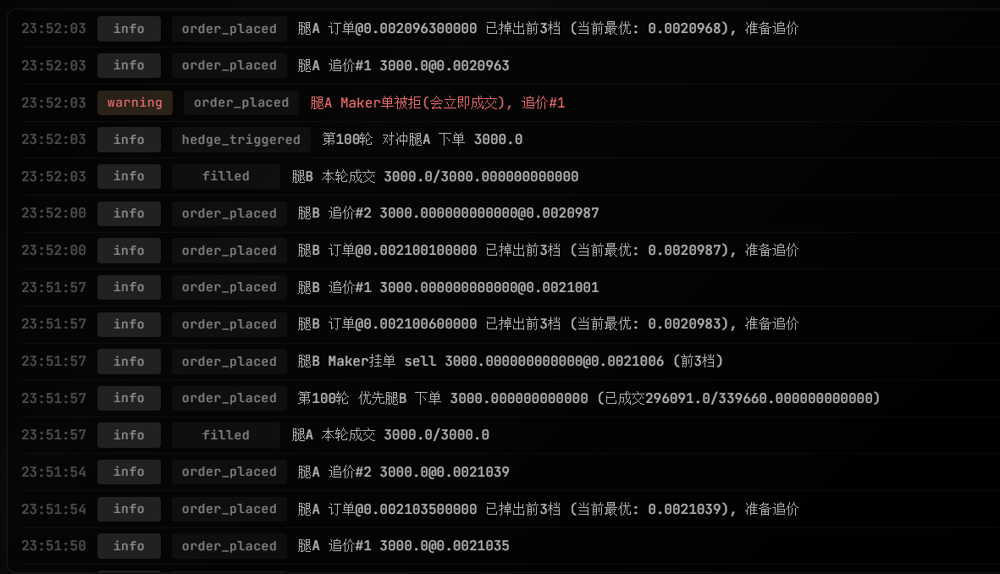 23:52:03 info order_placed 腿A 订单@0.002096300000 已掉出前3档 (当前最优: 0.0020968), 准备追价
23:52:03 info order_placed 腿A 追价#1 3000.0@0.0020963
23:52:03 warning order_placed 腿A Maker单被拒(会立即成交), 追价#1
23:52:03 info hedge_triggered 第100轮 对冲腿A 下单 3000.0
23:52:03 info filled 腿B 本轮成交 3000.0/3000.000000000000
23:52:00 info order_placed 腿B 追价#2 3000.000000000000@0.0020987
23:52:00 info order_placed 腿B 订单@0.002100100000 已掉出前3档 (当前最优: 0.0020987), 准备追价
23:51:57 info order_placed 腿B 追价#1 3000.000000000000@0.0021001
23:51:57 info order_placed 腿B 订单@0.002100600000 已掉出前3档 (当前最优: 0.0020983), 准备追价
23:51:57 info order_placed 腿B Maker挂单 sell 3000.000000000000@0.0021006 (前3档)
23:51:57 info order_placed 第100轮 优先腿B 下单 3000.000000000000 (已成交296091.0/339660.000000000000)
23:51:57 info filled 腿A 本轮成交 3000.0/3000.0
23:51:54 info order_placed 腿A 追价#2 3000.0@0.0021039
23:51:54 info order_placed 腿A 订单@0.002103500000 已掉出前3档 (当前最优: 0.0021039), 准备追价
23:51:50 info order_placed 腿A 追价#1 3000.0@0.0021035